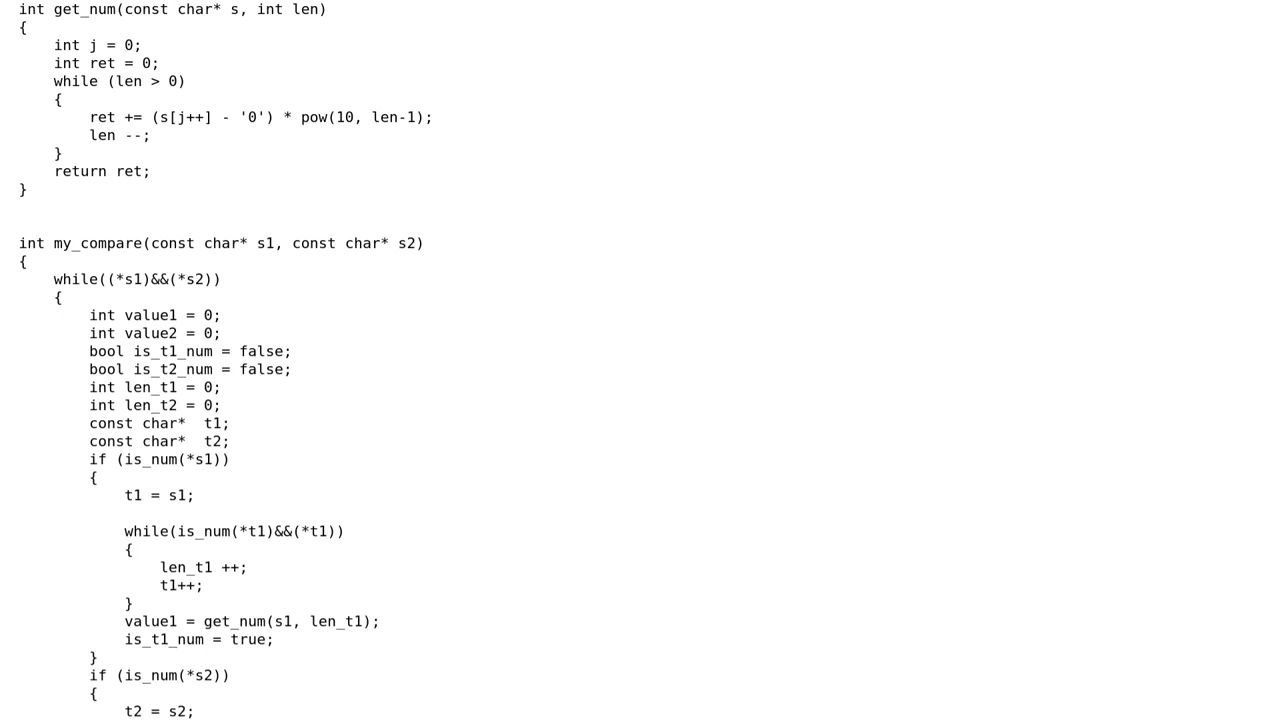 int get_num(const char* s, int len)
{
    int j = 0;
    int ret = 0;
    while (len > 0)
    {
        ret += (s[j++] - '0') * pow(10, len-1);
        len --;
    }
    return ret;
}


int my_compare(const char* s1, const char* s2)
{
    while((*s1)&&(*s2))
    {
        int value1 = 0;
        int value2 = 0;
        bool is_t1_num = false;
        bool is_t2_num = false;
        int len_t1 = 0;
        int len_t2 = 0;
        const char*  t1;
        const char*  t2;
        if (is_num(*s1))
        {
            t1 = s1;

            while(is_num(*t1)&&(*t1))
            {
                len_t1 ++;
                t1++;
            }
            value1 = get_num(s1, len_t1);
            is_t1_num = true;
        }
        if (is_num(*s2))
        {
            t2 = s2;